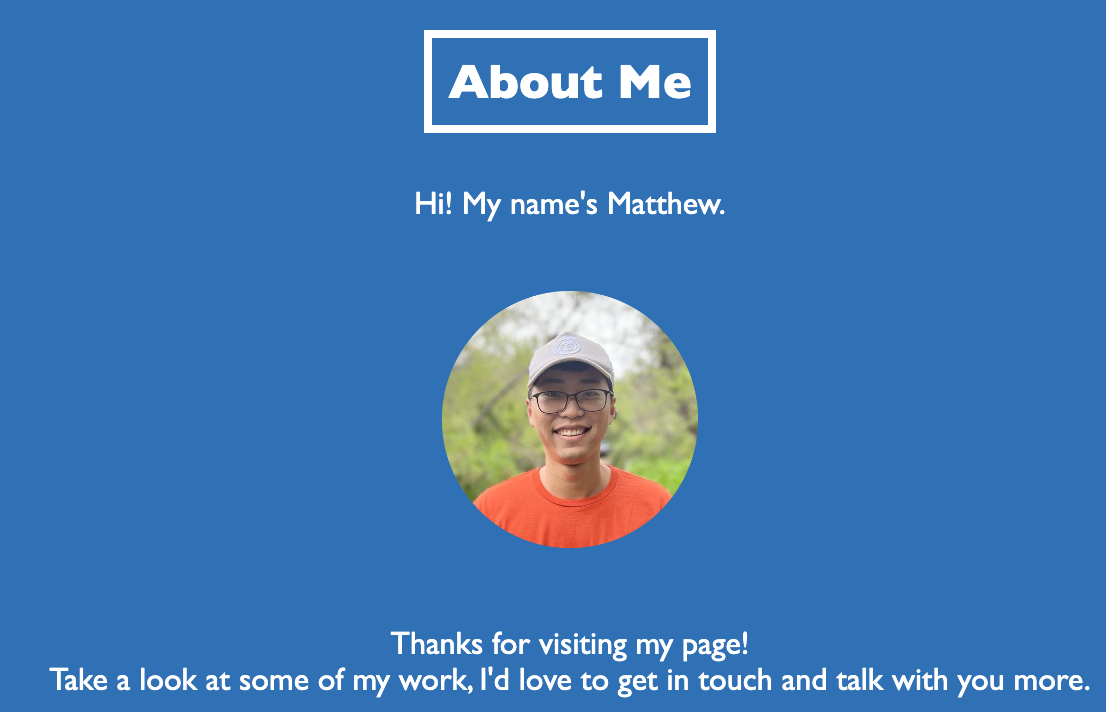 About Me
Hi! My name's Matthew.
Thanks for visiting my page!
Take a look at some of my work, I'd love to get in touch and talk with you more.